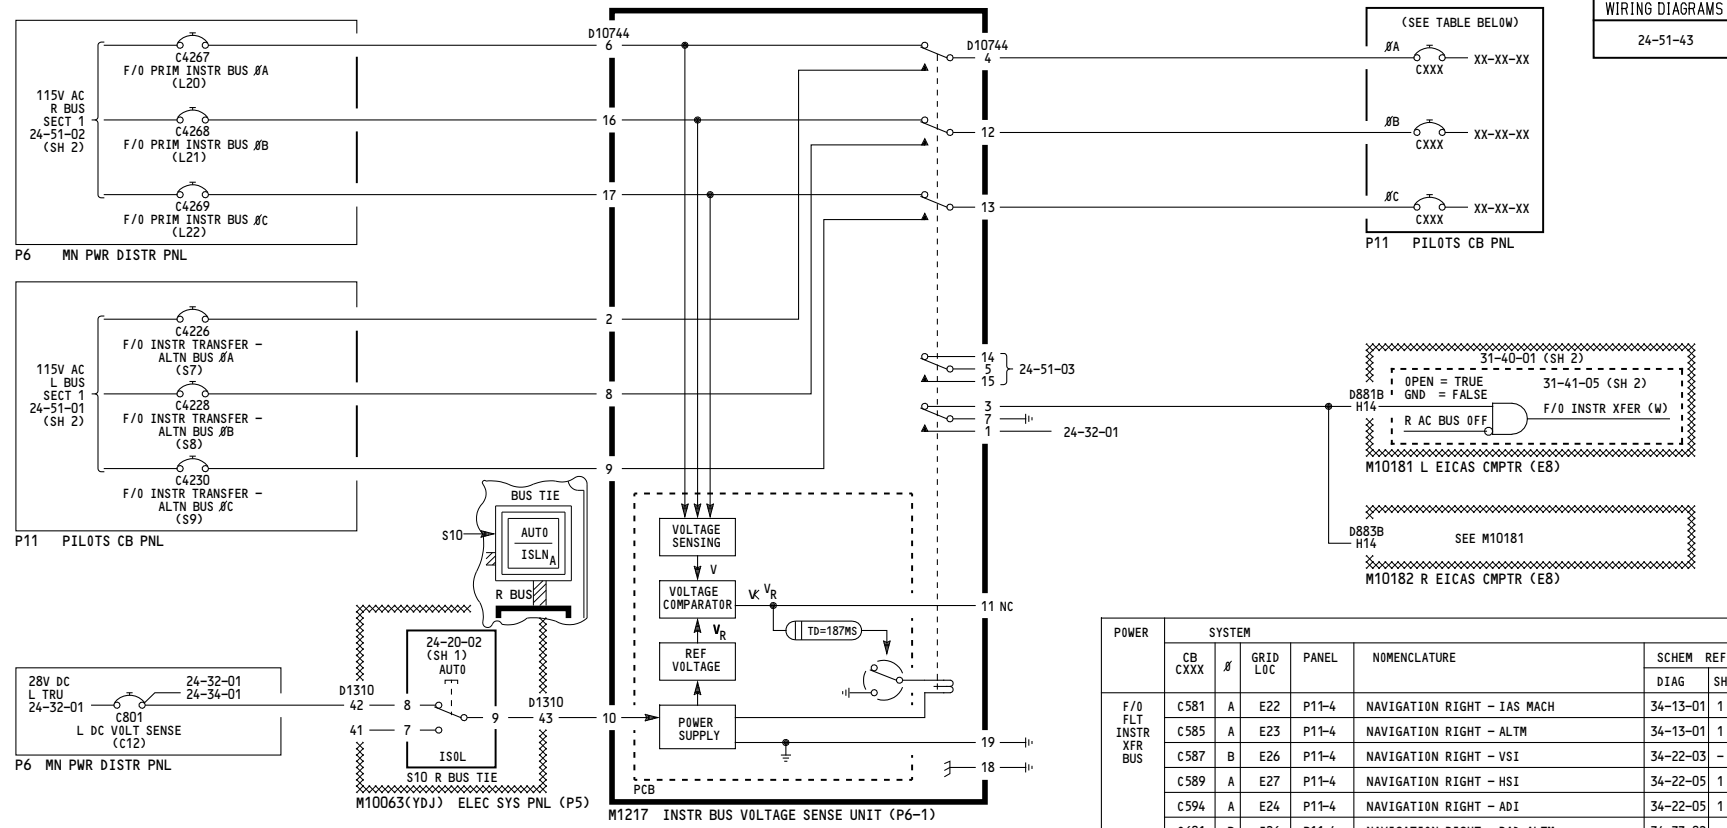 WIRING DIAGRAMS
24-51-43
115V AC
R BUS
SECT 1
24-51-02
(SH 2)
C4267
F/O PRIM INSTR BUS ØA
(L20)
C4268
F/O PRIM INSTR BUS ØB
(L21)
C4269
F/O PRIM INSTR BUS ØC
(L22)
P6 MN PWR DISTR PNL
115V AC
L BUS
SECT 1
24-51-01
(SH 2)
C4226
F/O INSTR TRANSFER -
ALTN BUS ØA
(S7)
C4228
F/O INSTR TRANSFER -
ALTN BUS ØB
(S8)
C4230
F/O INSTR TRANSFER -
ALTN BUS ØC
(S9)
P11 PILOTS CB PNL
28V DC
L TRU
24-32-01
24-32-01
24-34-01
C801
L DC VOLT SENSE
(C12)
P6 MN PWR DISTR PNL
S10
BUS TIE
AUTO
ISLN
A
R BUS
24-20-02
(SH 1)
AUTO
D1310
42
8
41
7
9
D1310
43
ISOL
S10 R BUS TIE
M10063(YDJ) ELEC SYS PNL (P5)
D10744
6
16
17
2
8
9
10
VOLTAGE
SENSING
V
VOLTAGE
COMPARATOR
V<VR
VR
REF
VOLTAGE
TD=187MS
POWER
SUPPLY
PCB
M1217 INSTR BUS VOLTAGE SENSE UNIT (P6-1)
D10744
4
12
13
14
5
15
24-51-03
3
7
1
24-32-01
11 NC
19
18
(SEE TABLE BELOW)
ØA
CXXX
XX-XX-XX
ØB
CXXX
XX-XX-XX
ØC
CXXX
XX-XX-XX
P11 PILOTS CB PNL
31-40-01 (SH 2)
OPEN = TRUE
GND = FALSE
31-41-05 (SH 2)
D881B
H14
F/O INSTR XFER (W)
R AC BUS OFF
M10181 L EICAS CMPTR (E8)
D883B
H14
SEE M10181
M10182 R EICAS CMPTR (E8)
POWER SYSTEM
CB CXXX Ø GRID LOC PANEL NOMENCLATURE SCHEM REF
DIAG SH
F/O
FLT
INSTR
XFR
BUS
C581 A E22 P11-4 NAVIGATION RIGHT - IAS MACH 34-13-01 1
C585 A E23 P11-4 NAVIGATION RIGHT - ALTM 34-13-01 1
C587 B E26 P11-4 NAVIGATION RIGHT - VSI 34-22-03 -
C589 A E27 P11-4 NAVIGATION RIGHT - HSI 34-22-05 1
C594 A E24 P11-4 NAVIGATION RIGHT - ADI 34-22-05 1